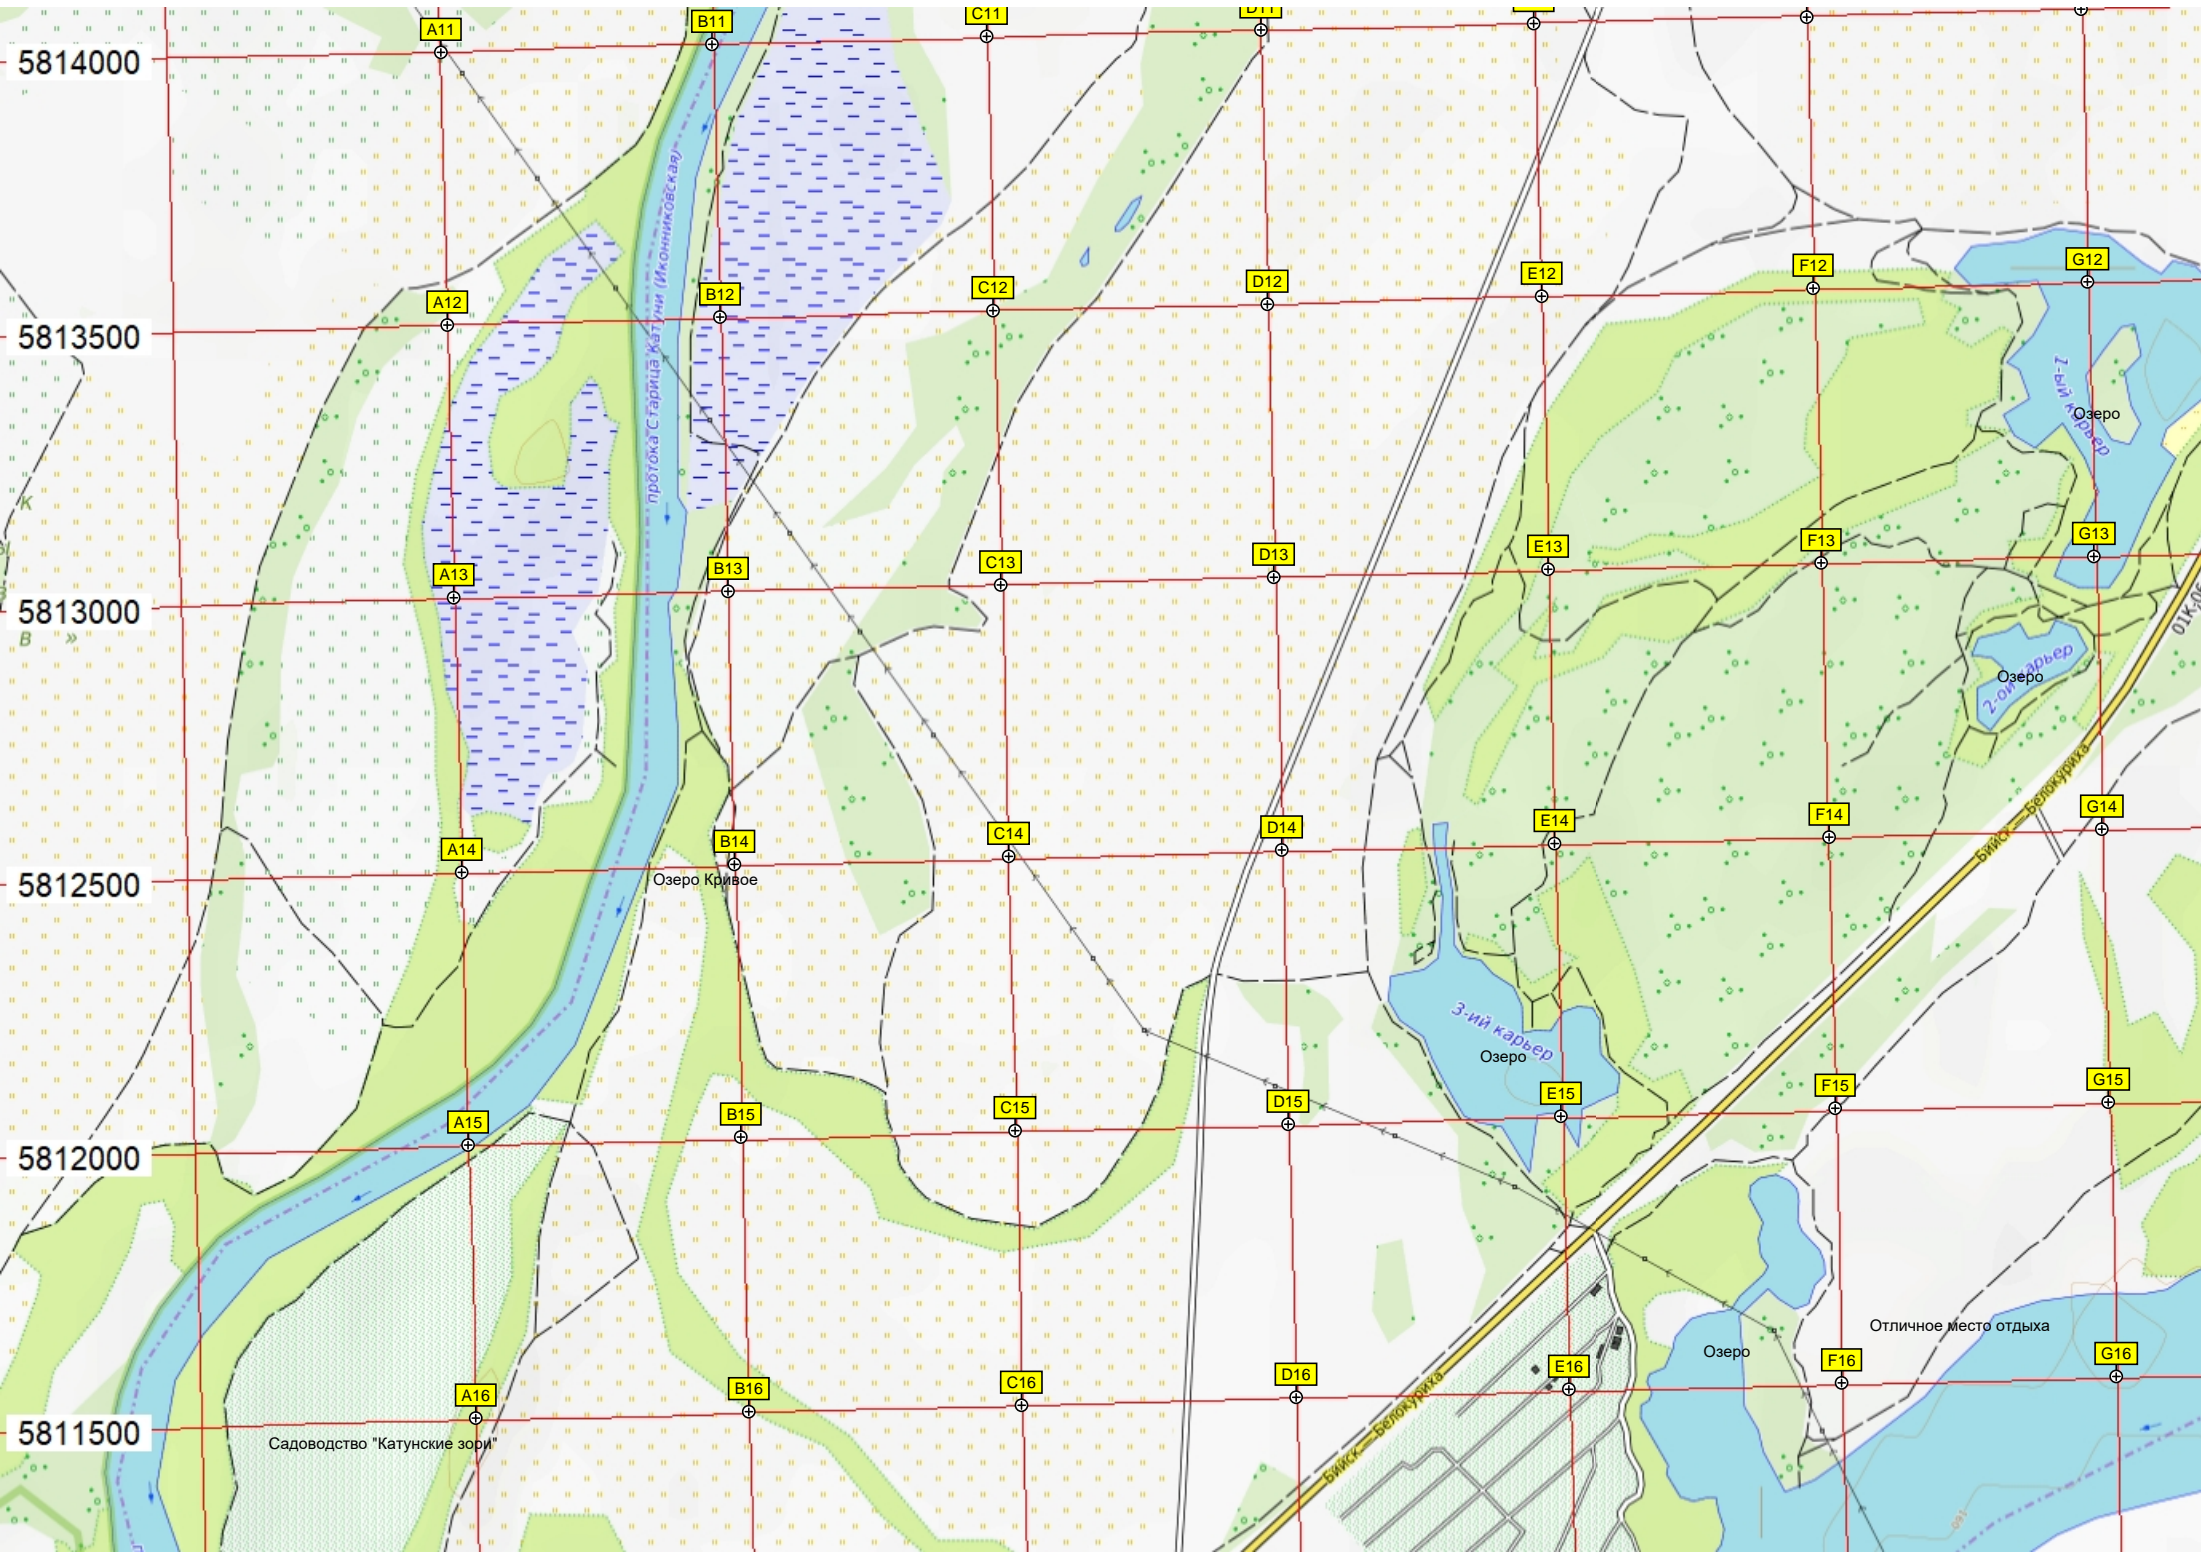 A11
B11
C11
D11
5814000
протока Старица Катуни (Иконниковская)
A12
B12
C12
D12
E12
F12
G12
5813500
1-ый карьер
Озеро
К
A13
B13
C13
D13
E13
F13
G13
5813000
В »
2-ой карьер
Озеро
A14
B14
C14
D14
E14
F14
G14
Бийск — Белокуриха
5812500
Озеро Кривое
3-ий карьер
Озеро
A15
B15
C15
D15
E15
F15
G15
5812000
Отличное место отдыха
Озеро
A16
B16
C16
D16
E16
F16
G16
Бийск — Белокуриха
5811500
Садоводство "Катунские зори"